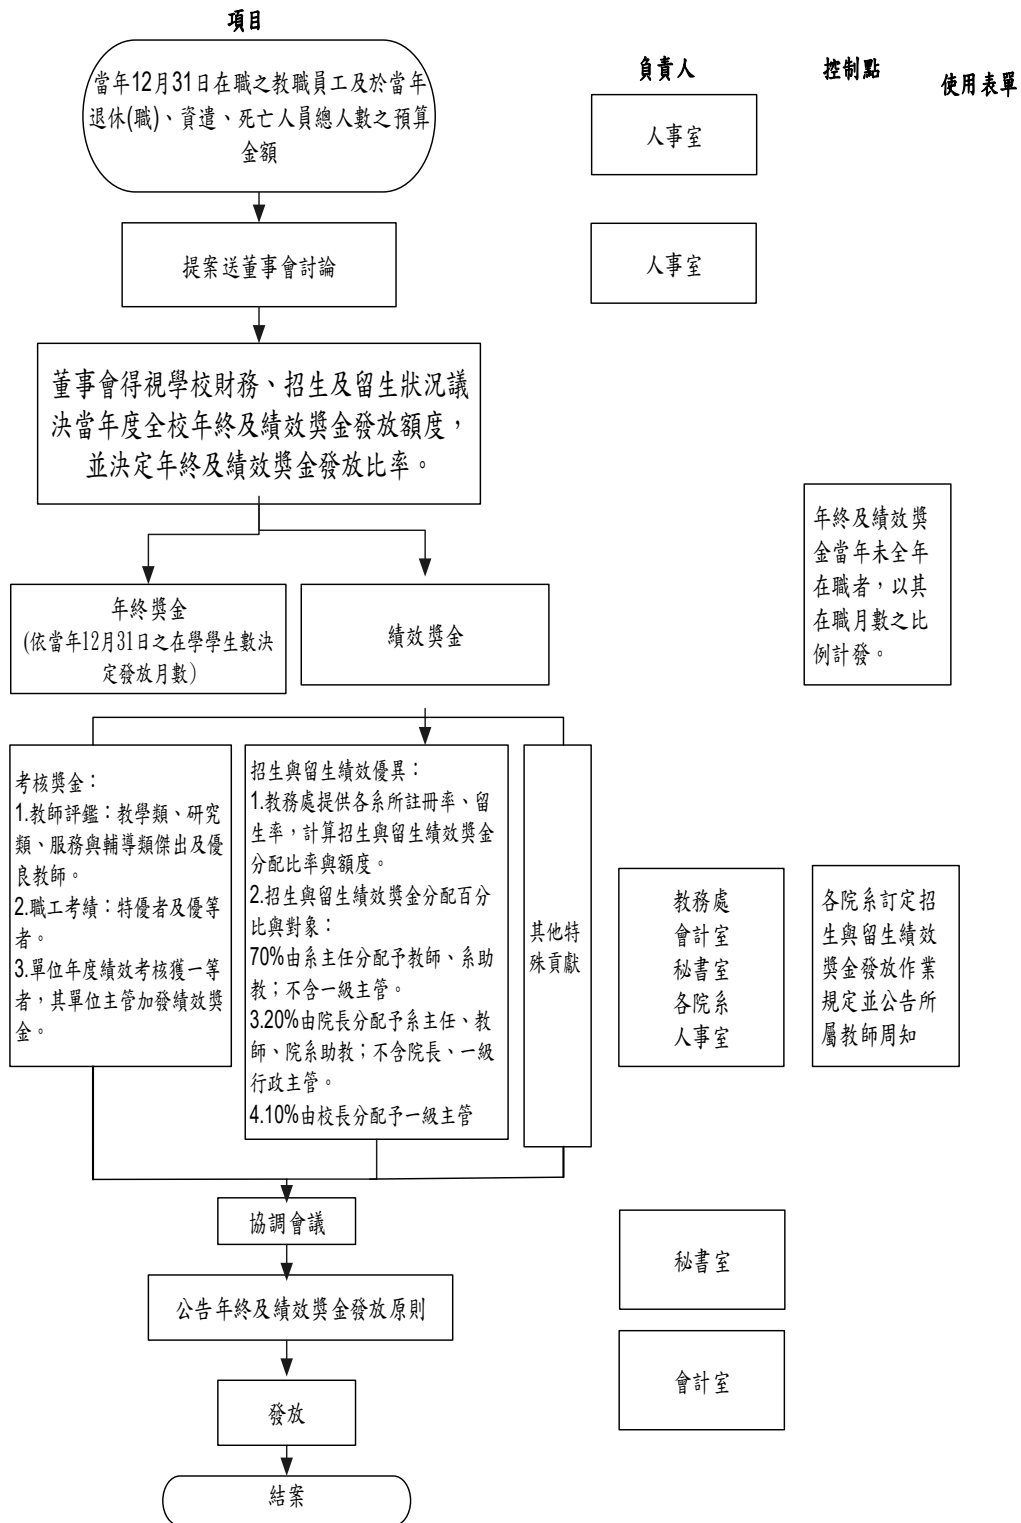 項目
負責人
控制點
使用表單
當年12月31日在職之教職員工及於當年
退休(職)、資遣、死亡人員總人數之預算
金額
人事室
提案送董事會討論
人事室
董事會得視學校財務、招生及留生狀況議
決當年度全校年終及績效獎金發放額度，
並決定年終及績效獎金發放比率。
年終及績效獎
金當年未全年
在職者，以其
在職月數之比
例計發。
年終獎金
(依當年12月31日之在學學生數決
定發放月數)
績效獎金
考核獎金：
1.教師評鑑：教學類、研究
類、服務與輔導類傑出及優
良教師。
2.職工考績：特優者及優等
者。
3.單位年度績效考核獲一等
者，其單位主管加發績效獎
金。
招生與留生績效優異：
1.教務處提供各系所註冊率、留
生率，計算招生與留生績效獎金
分配比率與額度。
2.招生與留生績效獎金分配百分
比與對象：
70%由系主任分配予教師、系助
教；不含一級主管。
3.20%由院長分配予系主任、教
師、院系助教；不含院長、一級
行政主管。
4.10%由校長分配予一級主管
其他特
殊貢獻
教務處
會計室
秘書室
各院系
人事室
各院系訂定招
生與留生績效
獎金發放作業
規定並公告所
屬教師周知
協調會議
秘書室
公告年終及績效獎金發放原則
會計室
發放
結案